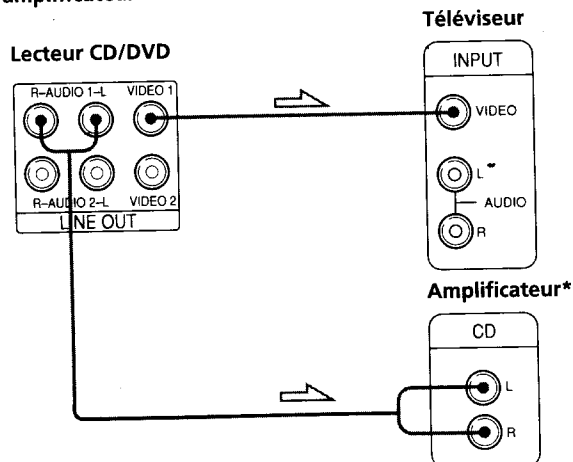 amplificateur
Téléviseur
Lecteur CD/DVD
INPUT
R–AUDIO 1–L VIDEO 1
VIDEO
L
AUDIO
R
R–AUDIO 2–L VIDEO 2
LINE OUT
Amplificateur*
CD
L
R